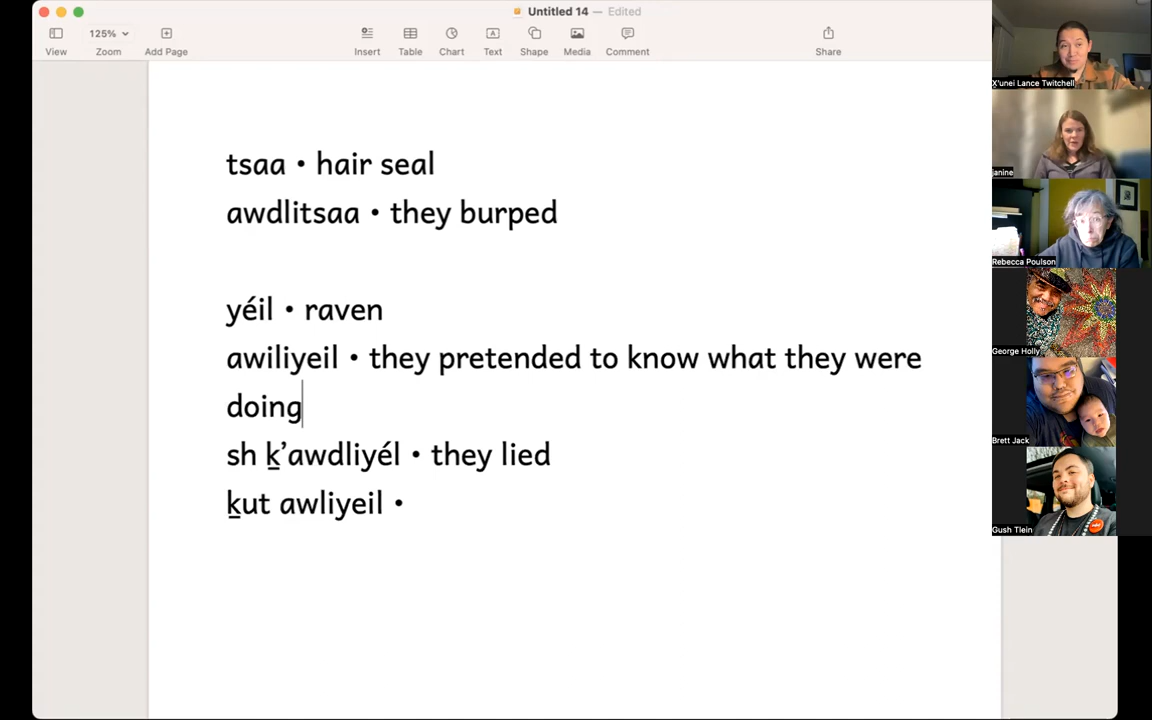 Untitled 14 — Edited
125%
View
Zoom
Add Page
Insert
Table
Chart
Text
Shape
Media
Comment
Share
tsaa • hair seal
awdlitsaa • they burped
yéil • raven
awiliyeil • they pretended to know what they were
doing
sh ḵ’awdliyél • they lied
ḵut awliyeil •
X̱'unei Lance Twitchell
janine
Rebecca Poulson
George Holly
Brett Jack
Gush Tlein